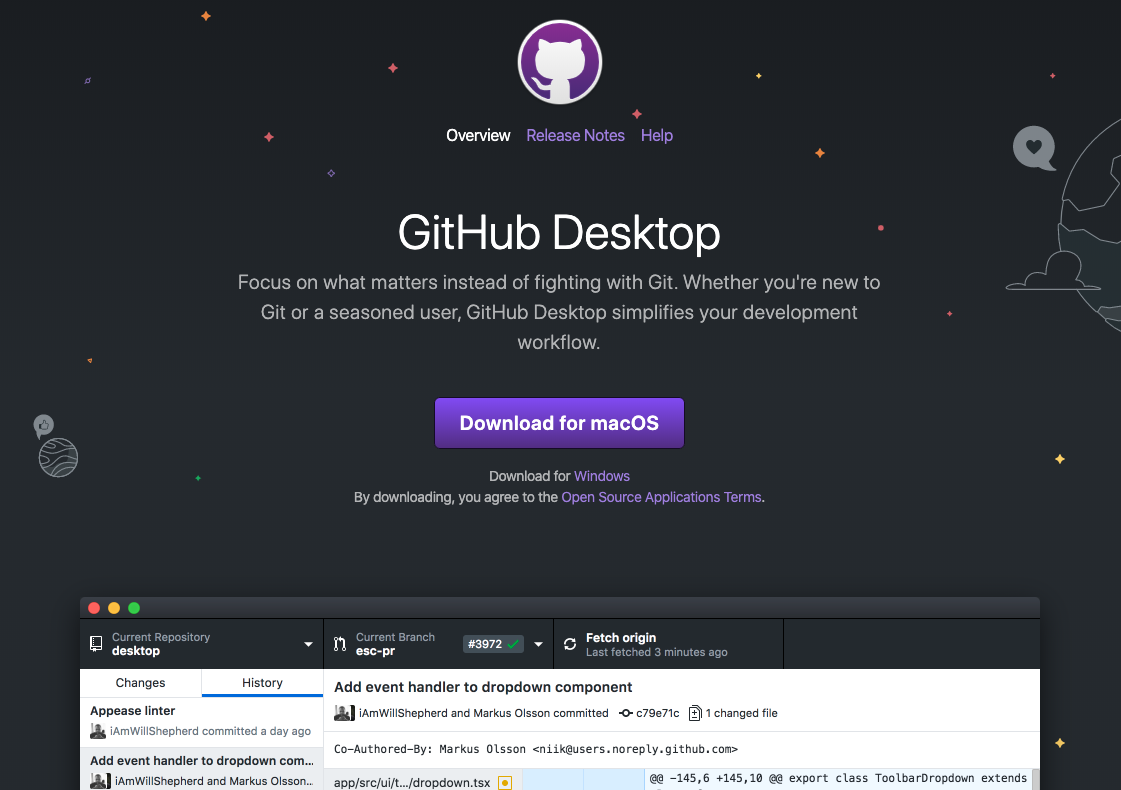 Overview Release Notes Help
GitHub Desktop
Focus on what matters instead of fighting with Git. Whether you're new to
Git or a seasoned user, GitHub Desktop simplifies your development
workflow.
Download for macOS
Download for Windows
By downloading, you agree to the Open Source Applications Terms.
Current Repository
desktop
Current Branch
esc-pr
#3972
Fetch origin
Last fetched 3 minutes ago
Changes
History
Appease linter
iAmWillShepherd committed a day ago
Add event handler to dropdown com...
iAmWillShepherd and Markus Olsson...
Add event handler to dropdown component
iAmWillShepherd and Markus Olsson committed c79e71c 1 changed file
Co-Authored-By: Markus Olsson <niik@users.noreply.github.com>
app/src/ui/t.../dropdown.tsx
@@ -145,6 +145,10 @@ export class ToolbarDropdown extends